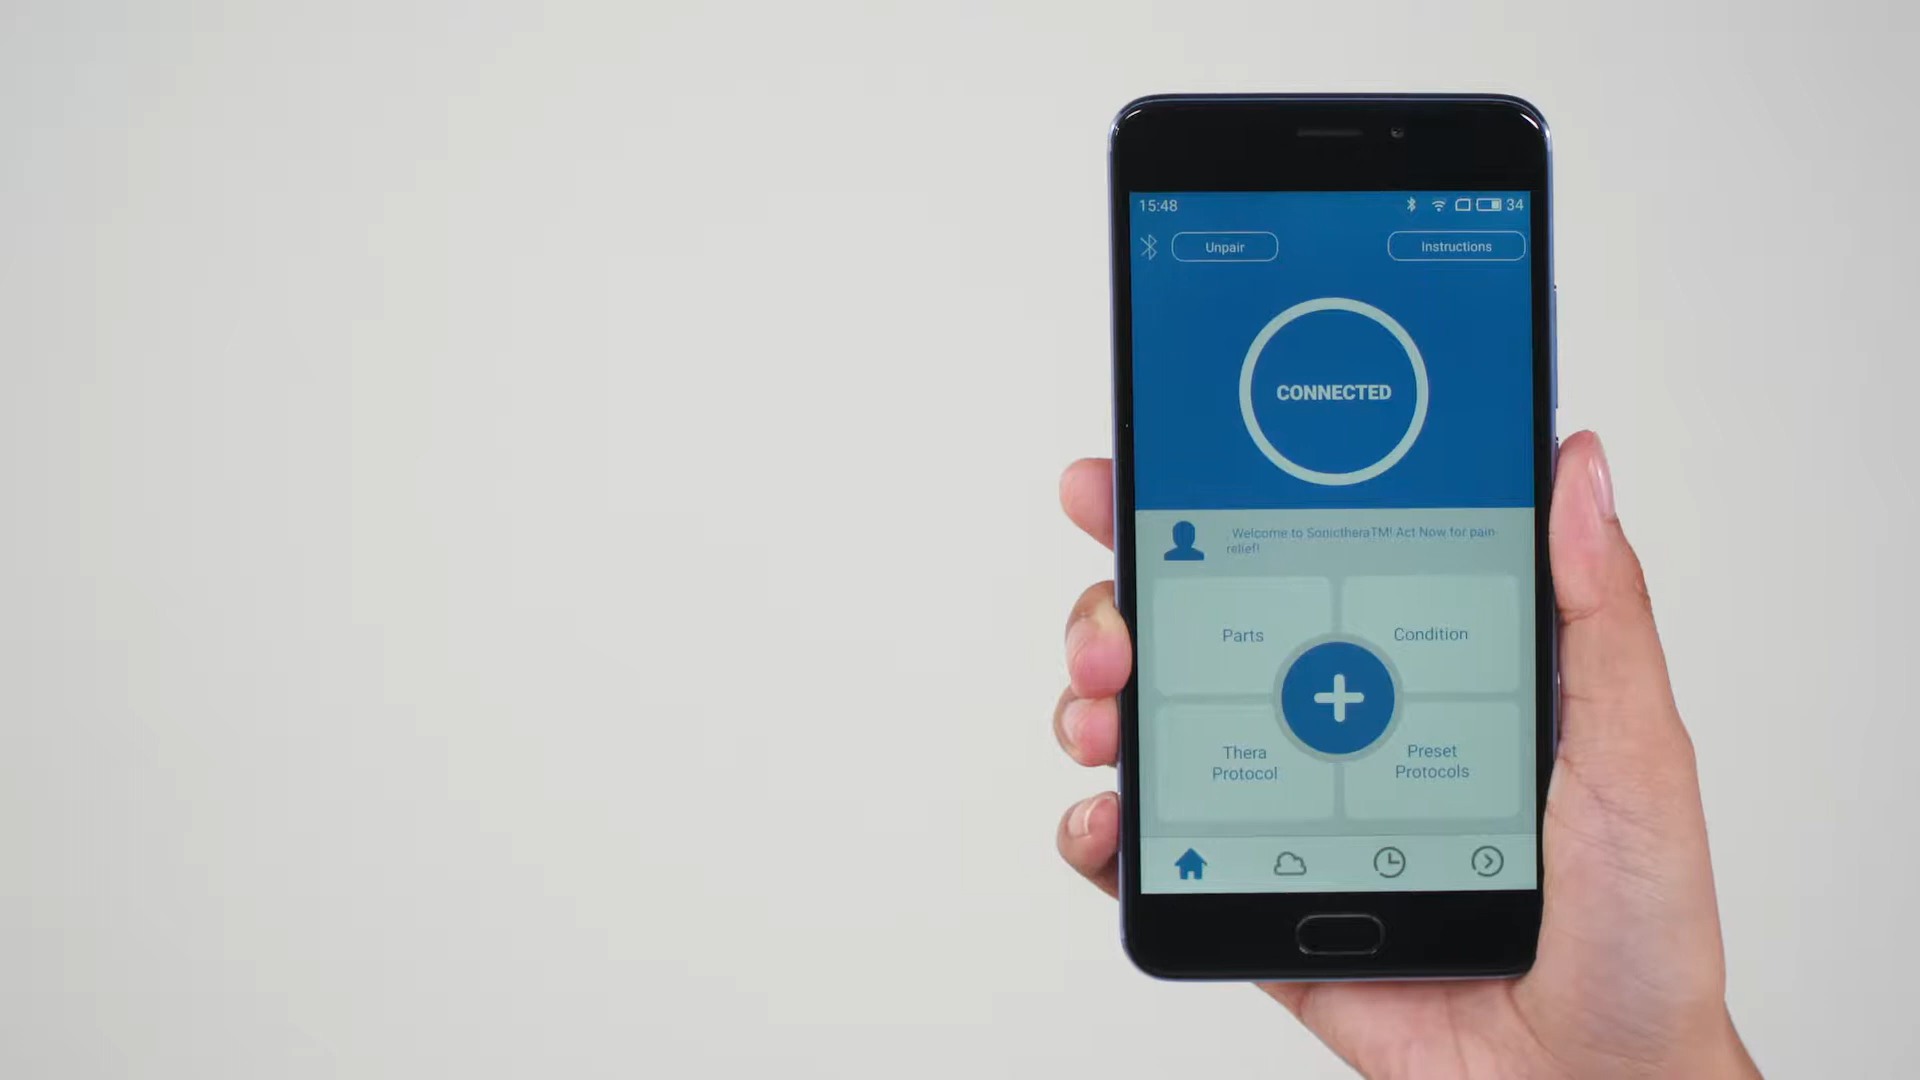 15:48
34
Unpair
Instructions
CONNECTED
Welcome to SonictheraTM! Act Now for pain
relief!
Parts
Condition
Thera
Protocol
Preset
Protocols